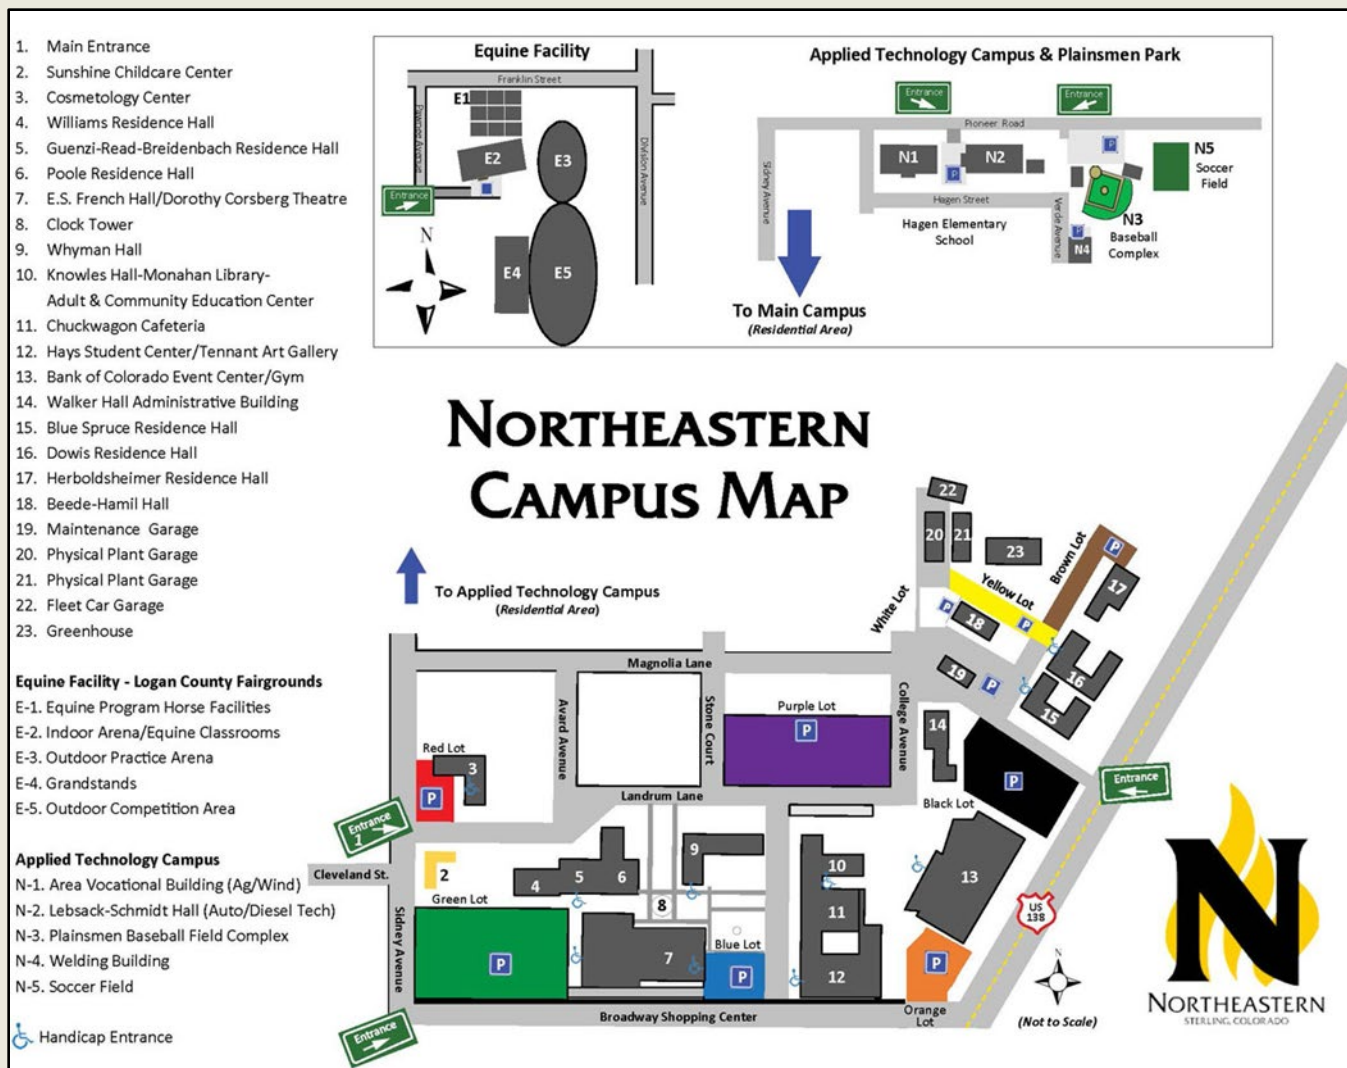 1. Main Entrance
2. Sunshine Childcare Center
3. Cosmetology Center
4. Williams Residence Hall
5. Guenzi-Read-Breidenbach Residence Hall
6. Poole Residence Hall
7. E.S. French Hall/Dorothy Corsberg Theatre
8. Clock Tower
9. Whyman Hall
10. Knowles Hall-Monahan Library-
Adult & Community Education Center
11. Chuckwagon Cafeteria
12. Hays Student Center/Tennant Art Gallery
13. Bank of Colorado Event Center/Gym
14. Walker Hall Administrative Building
15. Blue Spruce Residence Hall
16. Dowis Residence Hall
17. Herboldsheimer Residence Hall
18. Beede-Hamil Hall
19. Maintenance Garage
20. Physical Plant Garage
21. Physical Plant Garage
22. Fleet Car Garage
23. Greenhouse
Equine Facility - Logan County Fairgrounds
E-1. Equine Program Horse Facilities
E-2. Indoor Arena/Equine Classrooms
E-3. Outdoor Practice Arena
E-4. Grandstands
E-5. Outdoor Competition Area
Applied Technology Campus
N-1. Area Vocational Building (Ag/Wind)
N-2. Lebsack-Schmidt Hall (Auto/Diesel Tech)
N-3. Plainsmen Baseball Field Complex
N-4. Welding Building
N-5. Soccer Field
Handicap Entrance
Equine Facility
Franklin Street
Pawnee Avenue
Division Avenue
E1
E2
E3
E4
E5
P
Entrance
N
Applied Technology Campus & Plainsmen Park
Entrance
Entrance
Pioneer Road
Sidney Avenue
N1
N2
P
P
N5
Soccer
Field
Hagen Street
Verde Avenue
Hagen Elementary
School
N3
Baseball
Complex
P
N4
To Main Campus
(Residential Area)
NORTHEASTERN
CAMPUS MAP
To Applied Technology Campus
(Residential Area)
22
20
21
23
White Lot
Yellow Lot
Brown Lot
P
17
P
18
P
16
15
19
P
Magnolia Lane
Avard Avenue
Stone Court
College Avenue
Purple Lot
P
14
P
Black Lot
Entrance
Red Lot
P
3
Landrum Lane
Entrance
1
Cleveland St.
2
Sidney Avenue
Green Lot
P
4
5
6
9
8
7
Blue Lot
P
10
11
12
13
P
Orange
Lot
US
138
N
(Not to Scale)
Broadway Shopping Center
Entrance
N
NORTHEASTERN
STERLING, COLORADO